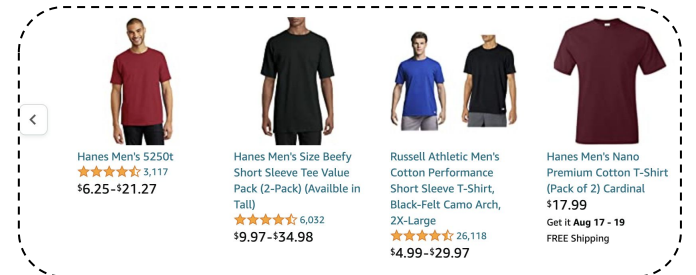 Hanes Men's 5250t
3,117
$6.25-$21.27
Hanes Men's Size Beefy
Short Sleeve Tee Value
Pack (2-Pack) (Availble in
Tall)
6,032
$9.97-$34.98
Russell Athletic Men's
Cotton Performance
Short Sleeve T-Shirt,
Black-Felt Camo Arch,
2X-Large
26,118
$4.99-$29.97
Hanes Men's Nano
Premium Cotton T-Shirt
(Pack of 2) Cardinal
$17.99
Get it Aug 17 - 19
FREE Shipping